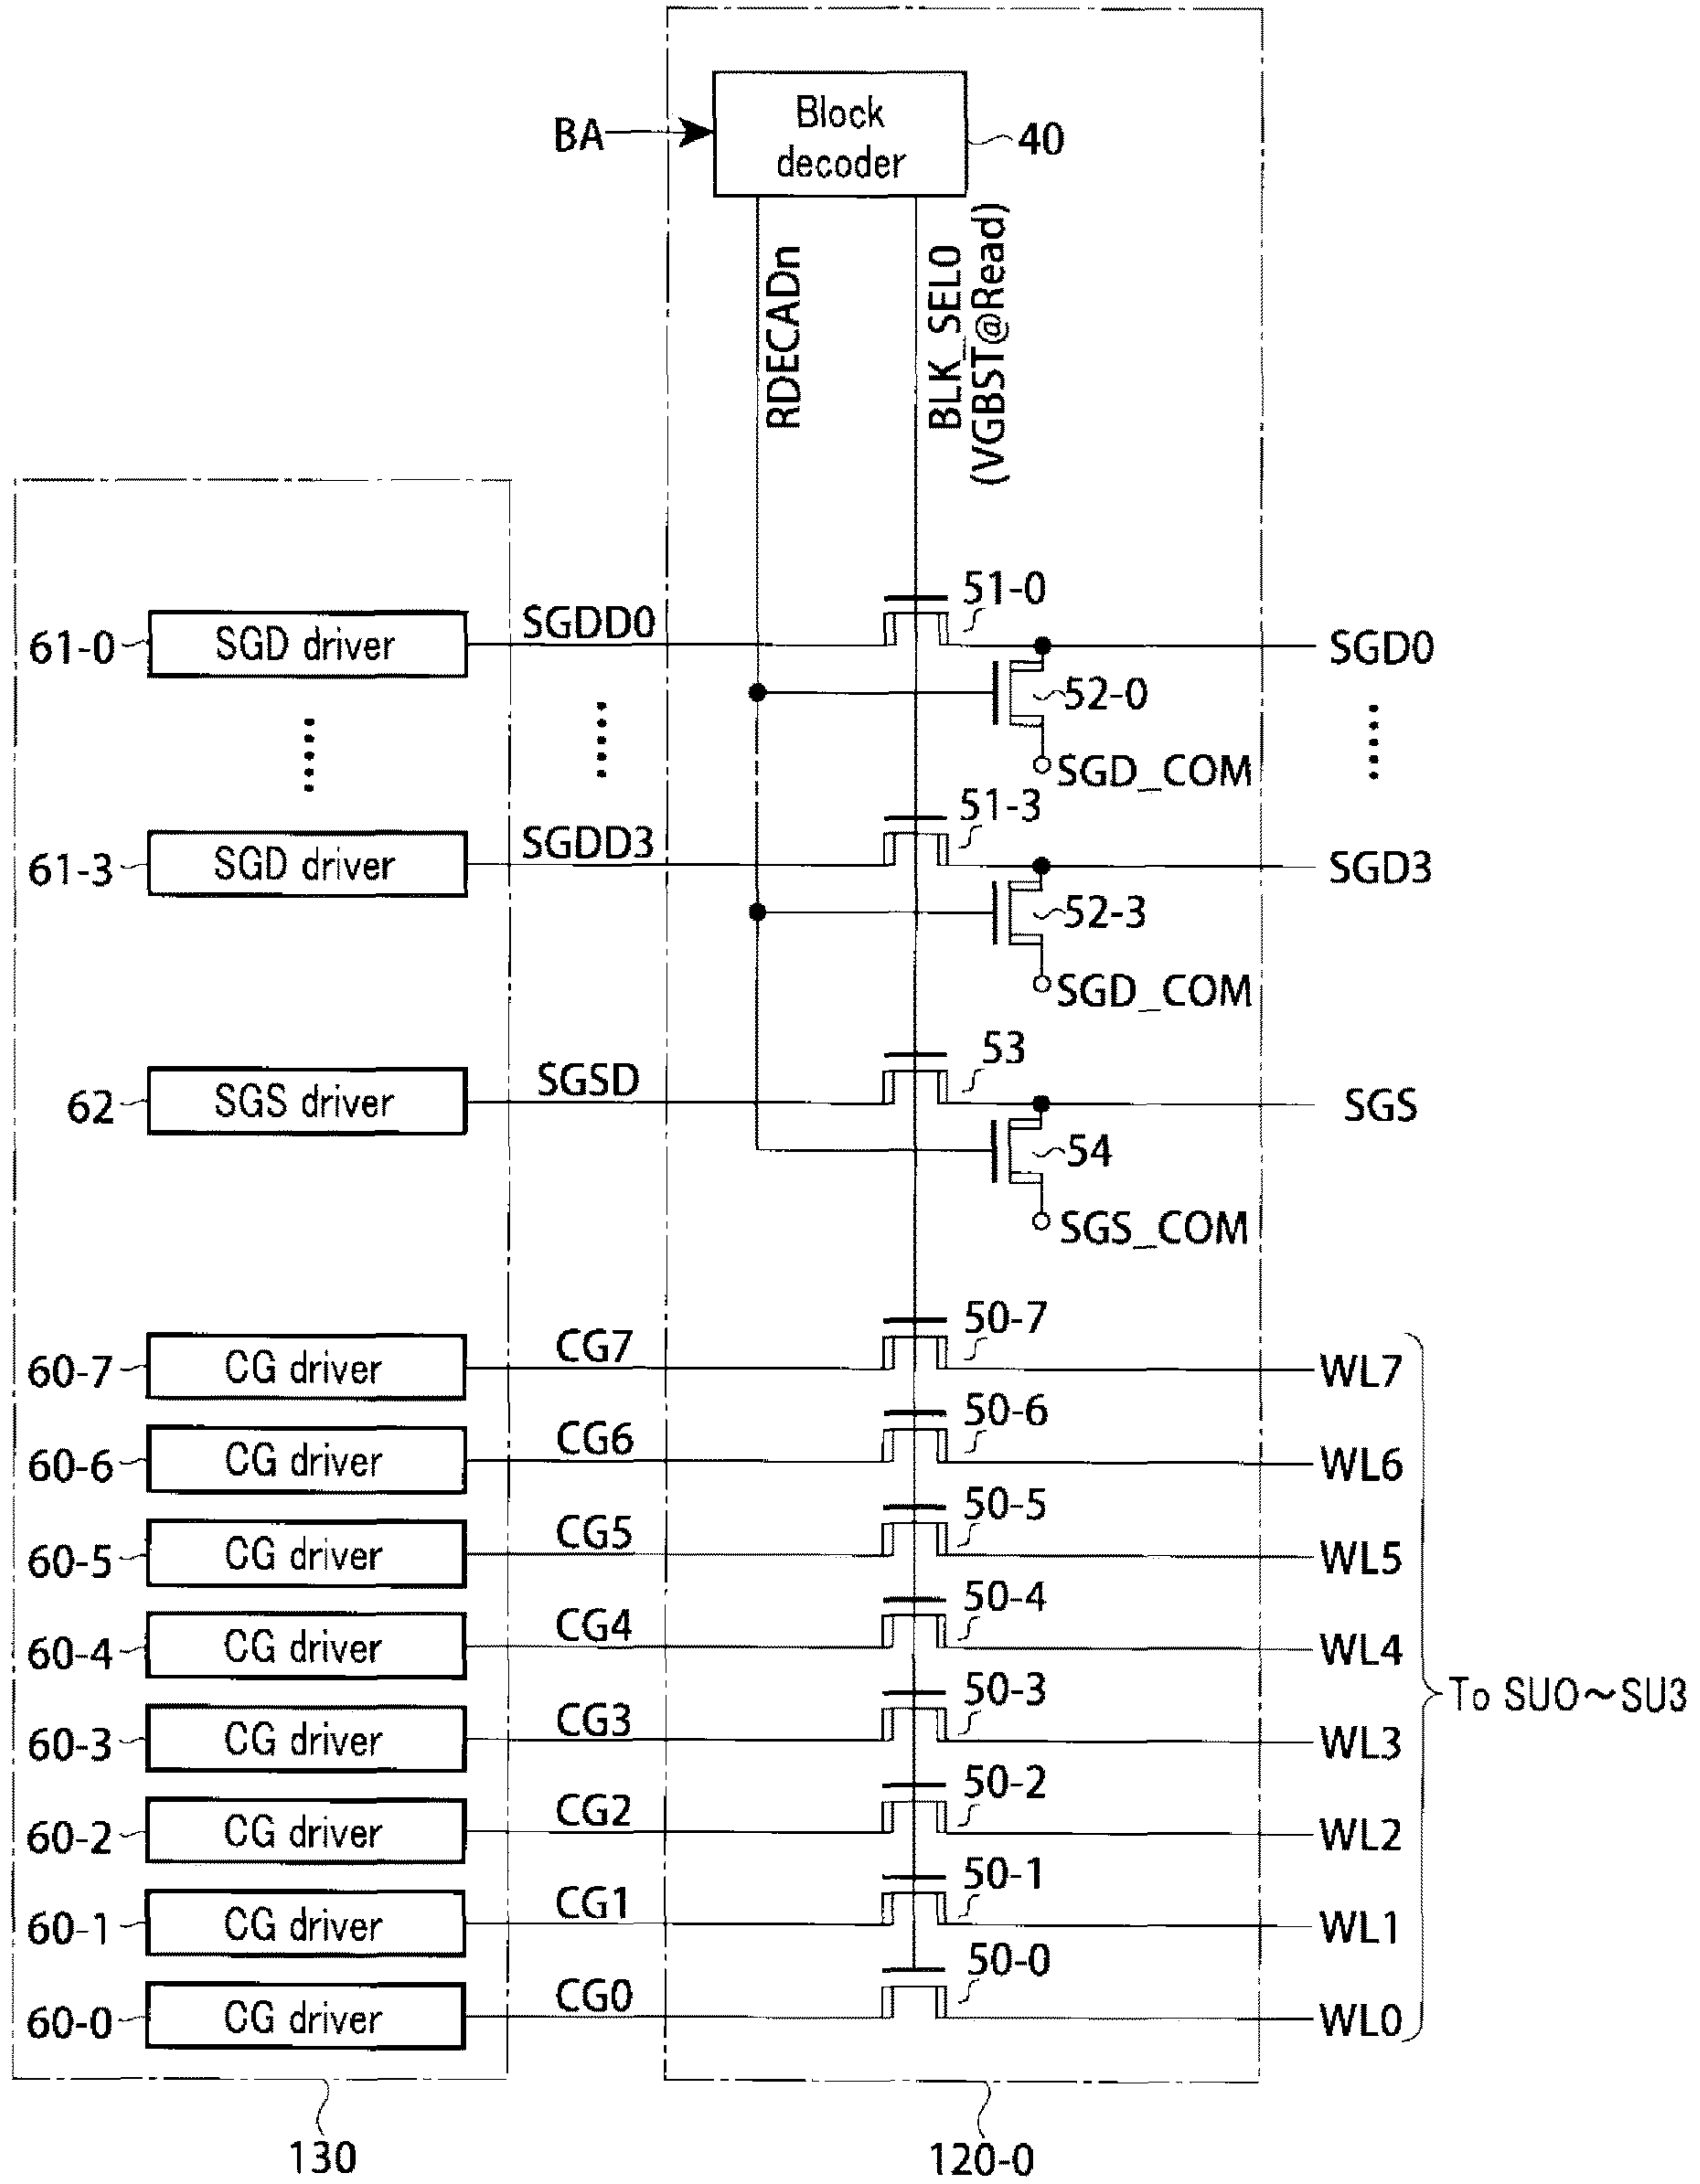 Block
decoder
BA
40
RDECADn
BLK_SEL0
(VGBST@Read)
61-0
SGD driver
SGDD0
51-0
SGD0
52-0
SGD_COM
61-3
SGD driver
SGDD3
51-3
SGD3
52-3
SGD_COM
62
SGS driver
SGSD
53
SGS
54
SGS_COM
60-7
CG driver
CG7
50-7
WL7
60-6
CG driver
CG6
50-6
WL6
60-5
CG driver
CG5
50-5
WL5
60-4
CG driver
CG4
50-4
WL4
60-3
CG driver
CG3
50-3
WL3
To SU0~SU3
60-2
CG driver
CG2
50-2
WL2
60-1
CG driver
CG1
50-1
WL1
60-0
CG driver
CG0
50-0
WL0
130
120-0